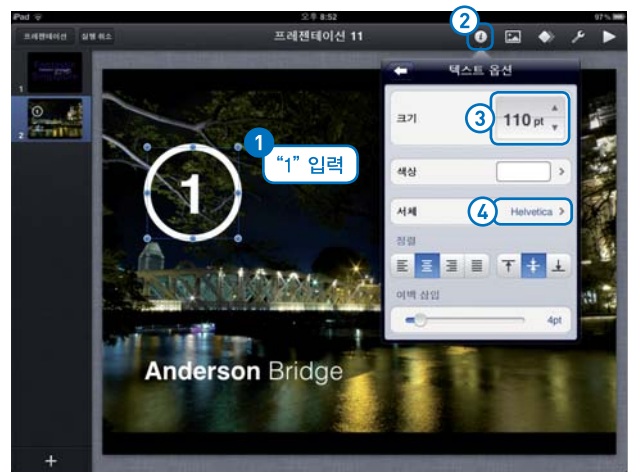 iPad
오후 8:52
97%
프레젠테이션
실행 취소
프레젠테이션 11
2
텍스트 옵션
크기
3
110 pt
색상
서체
4
Helvetica
정렬
여백 삽입
4pt
1
1
"1" 입력
Anderson Bridge
1
2